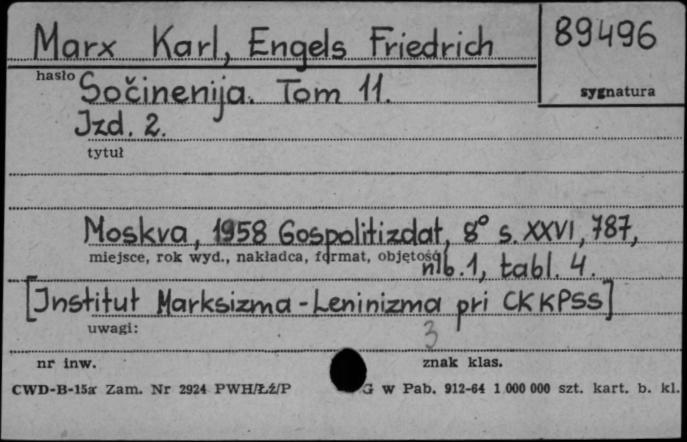 Marx Karl, Engels Friedrich
89496
hasło
sygnatura
Sočinenija. Tom 11.
Izd. 2.
tytuł
Moskva, 1958 Gospolitizdat, 8° s. XXVI, 787,
miejsce, rok wyd., nakładca, format, objętość
nlb. 1, tabl. 4.
[Institut Marksizma-Leninizma pri CK KPSS]
uwagi:
3
nr inw.
znak klas.
CWD-B-15a Zam. Nr 2924 PWH/Łź/P
G w Pab. 912-64 1 000 000 szt. kart. b. kl.